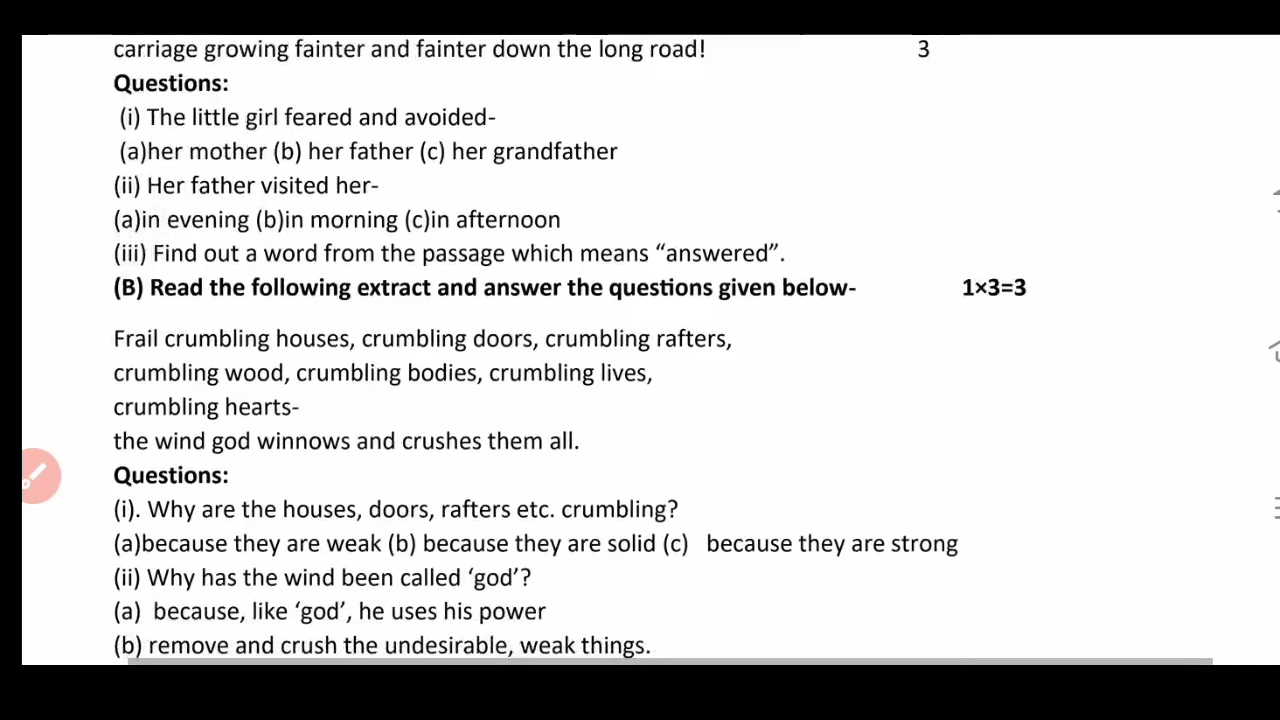 carriage growing fainter and fainter down the long road! 3
Questions:
(i) The little girl feared and avoided-
(a)her mother (b) her father (c) her grandfather
(ii) Her father visited her-
(a)in evening (b)in morning (c)in afternoon
(iii) Find out a word from the passage which means “answered”.
(B) Read the following extract and answer the questions given below- 1×3=3
Frail crumbling houses, crumbling doors, crumbling rafters,
crumbling wood, crumbling bodies, crumbling lives,
crumbling hearts-
the wind god winnows and crushes them all.
Questions:
(i). Why are the houses, doors, rafters etc. crumbling?
(a)because they are weak (b) because they are solid (c) because they are strong
(ii) Why has the wind been called ‘god’?
(a) because, like ‘god’, he uses his power
(b) remove and crush the undesirable, weak things.